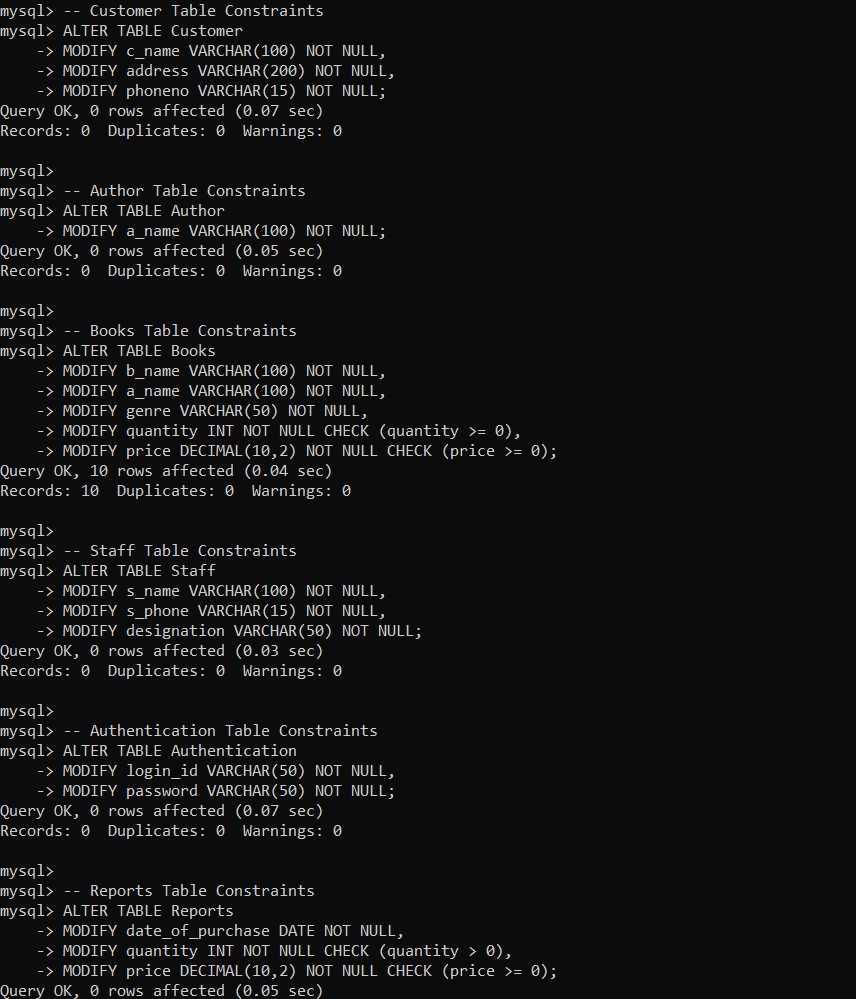 mysql> -- Customer Table Constraints
mysql> ALTER TABLE Customer
    -> MODIFY c_name VARCHAR(100) NOT NULL,
    -> MODIFY address VARCHAR(200) NOT NULL,
    -> MODIFY phoneno VARCHAR(15) NOT NULL;
Query OK, 0 rows affected (0.07 sec)
Records: 0  Duplicates: 0  Warnings: 0

mysql>
mysql> -- Author Table Constraints
mysql> ALTER TABLE Author
    -> MODIFY a_name VARCHAR(100) NOT NULL;
Query OK, 0 rows affected (0.05 sec)
Records: 0  Duplicates: 0  Warnings: 0

mysql>
mysql> -- Books Table Constraints
mysql> ALTER TABLE Books
    -> MODIFY b_name VARCHAR(100) NOT NULL,
    -> MODIFY a_name VARCHAR(100) NOT NULL,
    -> MODIFY genre VARCHAR(50) NOT NULL,
    -> MODIFY quantity INT NOT NULL CHECK (quantity >= 0),
    -> MODIFY price DECIMAL(10,2) NOT NULL CHECK (price >= 0);
Query OK, 10 rows affected (0.04 sec)
Records: 10  Duplicates: 0  Warnings: 0

mysql>
mysql> -- Staff Table Constraints
mysql> ALTER TABLE Staff
    -> MODIFY s_name VARCHAR(100) NOT NULL,
    -> MODIFY s_phone VARCHAR(15) NOT NULL,
    -> MODIFY designation VARCHAR(50) NOT NULL;
Query OK, 0 rows affected (0.03 sec)
Records: 0  Duplicates: 0  Warnings: 0

mysql>
mysql> -- Authentication Table Constraints
mysql> ALTER TABLE Authentication
    -> MODIFY login_id VARCHAR(50) NOT NULL,
    -> MODIFY password VARCHAR(50) NOT NULL;
Query OK, 0 rows affected (0.07 sec)
Records: 0  Duplicates: 0  Warnings: 0

mysql>
mysql> -- Reports Table Constraints
mysql> ALTER TABLE Reports
    -> MODIFY date_of_purchase DATE NOT NULL,
    -> MODIFY quantity INT NOT NULL CHECK (quantity > 0),
    -> MODIFY price DECIMAL(10,2) NOT NULL CHECK (price >= 0);
Query OK, 0 rows affected (0.05 sec)